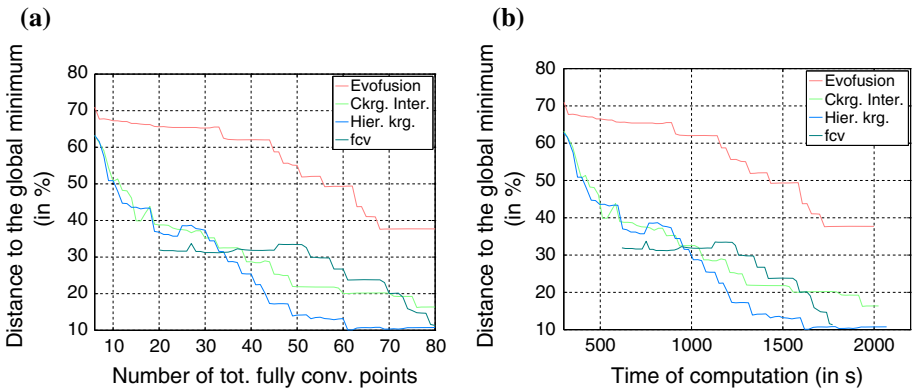 (a)
Distance to the global minimum
(in %)
80
70
60
50
40
30
20
10
10 20 30 40 50 60 70 80
Number of tot. fully conv. points
Evofusion
Ckrg. Inter.
Hier. krg.
fcv
(b)
Distance to the global minimum
(in %)
80
70
60
50
40
30
20
10
500 1000 1500 2000
Time of computation (in s)
Evofusion
Ckrg. Inter.
Hier. krg.
fcv